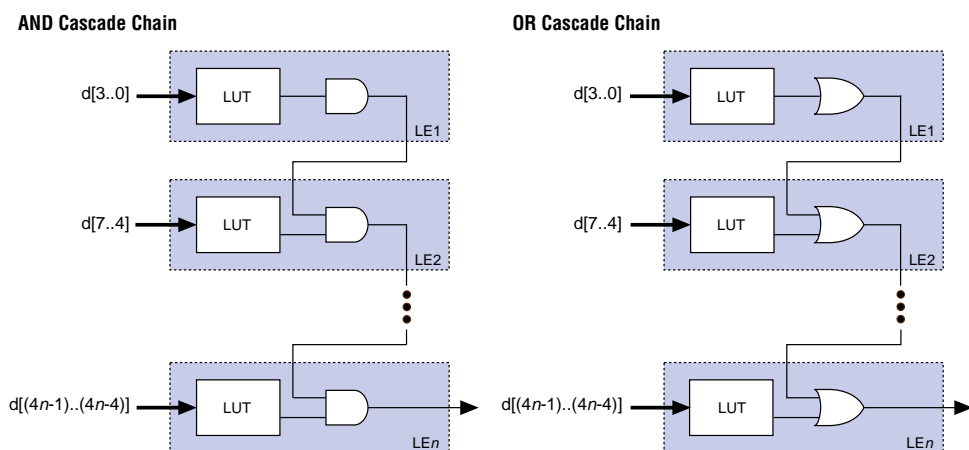 AND Cascade Chain
OR Cascade Chain
d[3..0]
LUT
LE1
d[7..4]
LUT
LE2
d[(4n-1)..(4n-4)]
LUT
LEn
d[3..0]
LUT
LE1
d[7..4]
LUT
LE2
d[(4n-1)..(4n-4)]
LUT
LEn